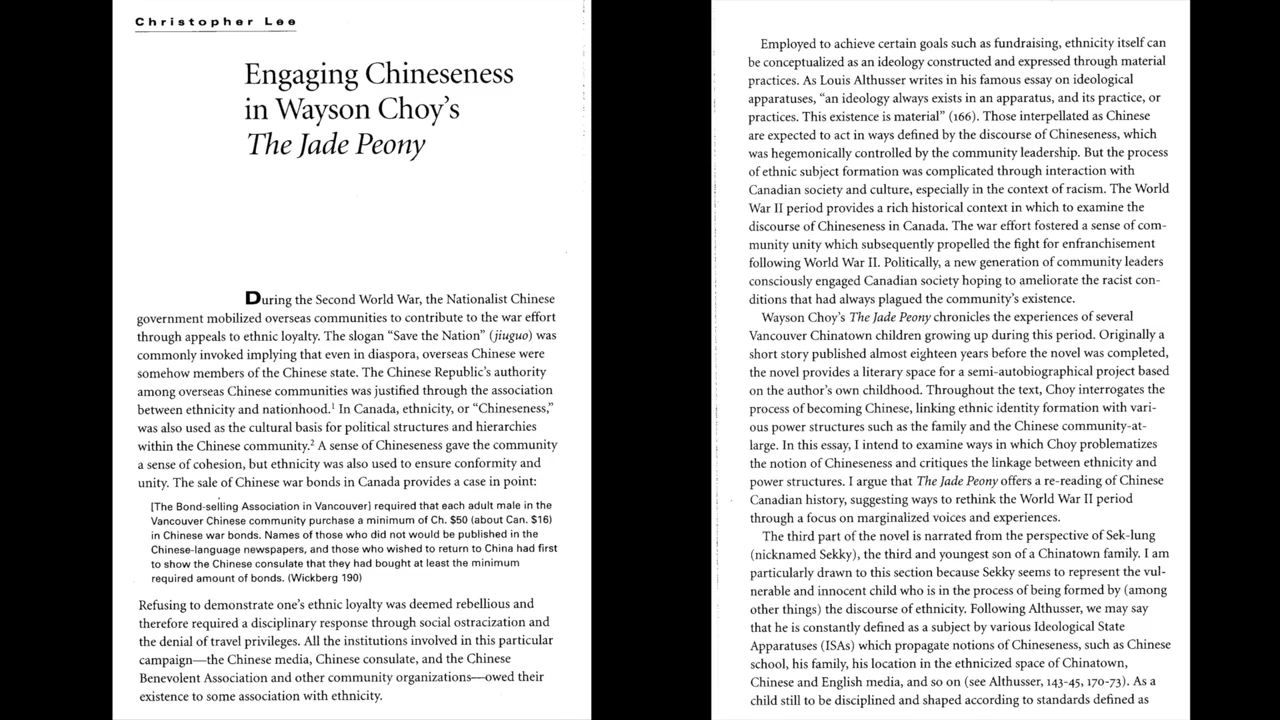 Christopher Lee
Engaging Chineseness
in Wayson Choy's
The Jade Peony
During the Second World War, the Nationalist Chinese
government mobilized overseas communities to contribute to the war effort
through appeals to ethnic loyalty. The slogan “Save the Nation” (jiuguo) was
commonly invoked implying that even in diaspora, overseas Chinese were
somehow members of the Chinese state. The Chinese Republic's authority
among overseas Chinese communities was justified through the association
between ethnicity and nationhood.¹ In Canada, ethnicity, or “Chineseness,”
was also used as the cultural basis for political structures and hierarchies
within the Chinese community.² A sense of Chineseness gave the community
a sense of cohesion, but ethnicity was also used to ensure conformity and
unity. The sale of Chinese war bonds in Canada provides a case in point:
[The Bond-selling Association in Vancouver] required that each adult male in the
Vancouver Chinese community purchase a minimum of Ch. $50 (about Can. $16)
in Chinese war bonds. Names of those who did not would be published in the
Chinese-language newspapers, and those who wished to return to China had first
to show the Chinese consulate that they had bought at least the minimum
required amount of bonds. (Wickberg 190)
Refusing to demonstrate one's ethnic loyalty was deemed rebellious and
therefore required a disciplinary response through social ostracization and
the denial of travel privileges. All the institutions involved in this particular
campaign—the Chinese media, Chinese consulate, and the Chinese
Benevolent Association and other community organizations—owed their
existence to some association with ethnicity.
Employed to achieve certain goals such as fundraising, ethnicity itself can
be conceptualized as an ideology constructed and expressed through material
practices. As Louis Althusser writes in his famous essay on ideological
apparatuses, “an ideology always exists in an apparatus, and its practice, or
practices. This existence is material” (166). Those interpellated as Chinese
are expected to act in ways defined by the discourse of Chineseness, which
was hegemonically controlled by the community leadership. But the process
of ethnic subject formation was complicated through interaction with
Canadian society and culture, especially in the context of racism. The World
War II period provides a rich historical context in which to examine the
discourse of Chineseness in Canada. The war effort fostered a sense of com-
munity unity which subsequently propelled the fight for enfranchisement
following World War II. Politically, a new generation of community leaders
consciously engaged Canadian society hoping to ameliorate the racist con-
ditions that had always plagued the community's existence.
Wayson Choy's The Jade Peony chronicles the experiences of several
Vancouver Chinatown children growing up during this period. Originally a
short story published almost eighteen years before the novel was completed,
the novel provides a literary space for a semi-autobiographical project based
on the author's own childhood. Throughout the text, Choy interrogates the
process of becoming Chinese, linking ethnic identity formation with vari-
ous power structures such as the family and the Chinese community-at-
large. In this essay, I intend to examine ways in which Choy problematizes
the notion of Chineseness and critiques the linkage between ethnicity and
power structures. I argue that The Jade Peony offers a re-reading of Chinese
Canadian history, suggesting ways to rethink the World War II period
through a focus on marginalized voices and experiences.
The third part of the novel is narrated from the perspective of Sek-lung
(nicknamed Sekky), the third and youngest son of a Chinatown family. I am
particularly drawn to this section because Sekky seems to represent the vul-
nerable and innocent child who is in the process of being formed by (among
other things) the discourse of ethnicity. Following Althusser, we may say
that he is constantly defined as a subject by various Ideological State
Apparatuses (ISAs) which propagate notions of Chineseness, such as Chinese
school, his family, his location in the ethnicized space of Chinatown,
Chinese and English media, and so on (see Althusser, 143-45, 170-73). As a
child still to be disciplined and shaped according to standards defined as